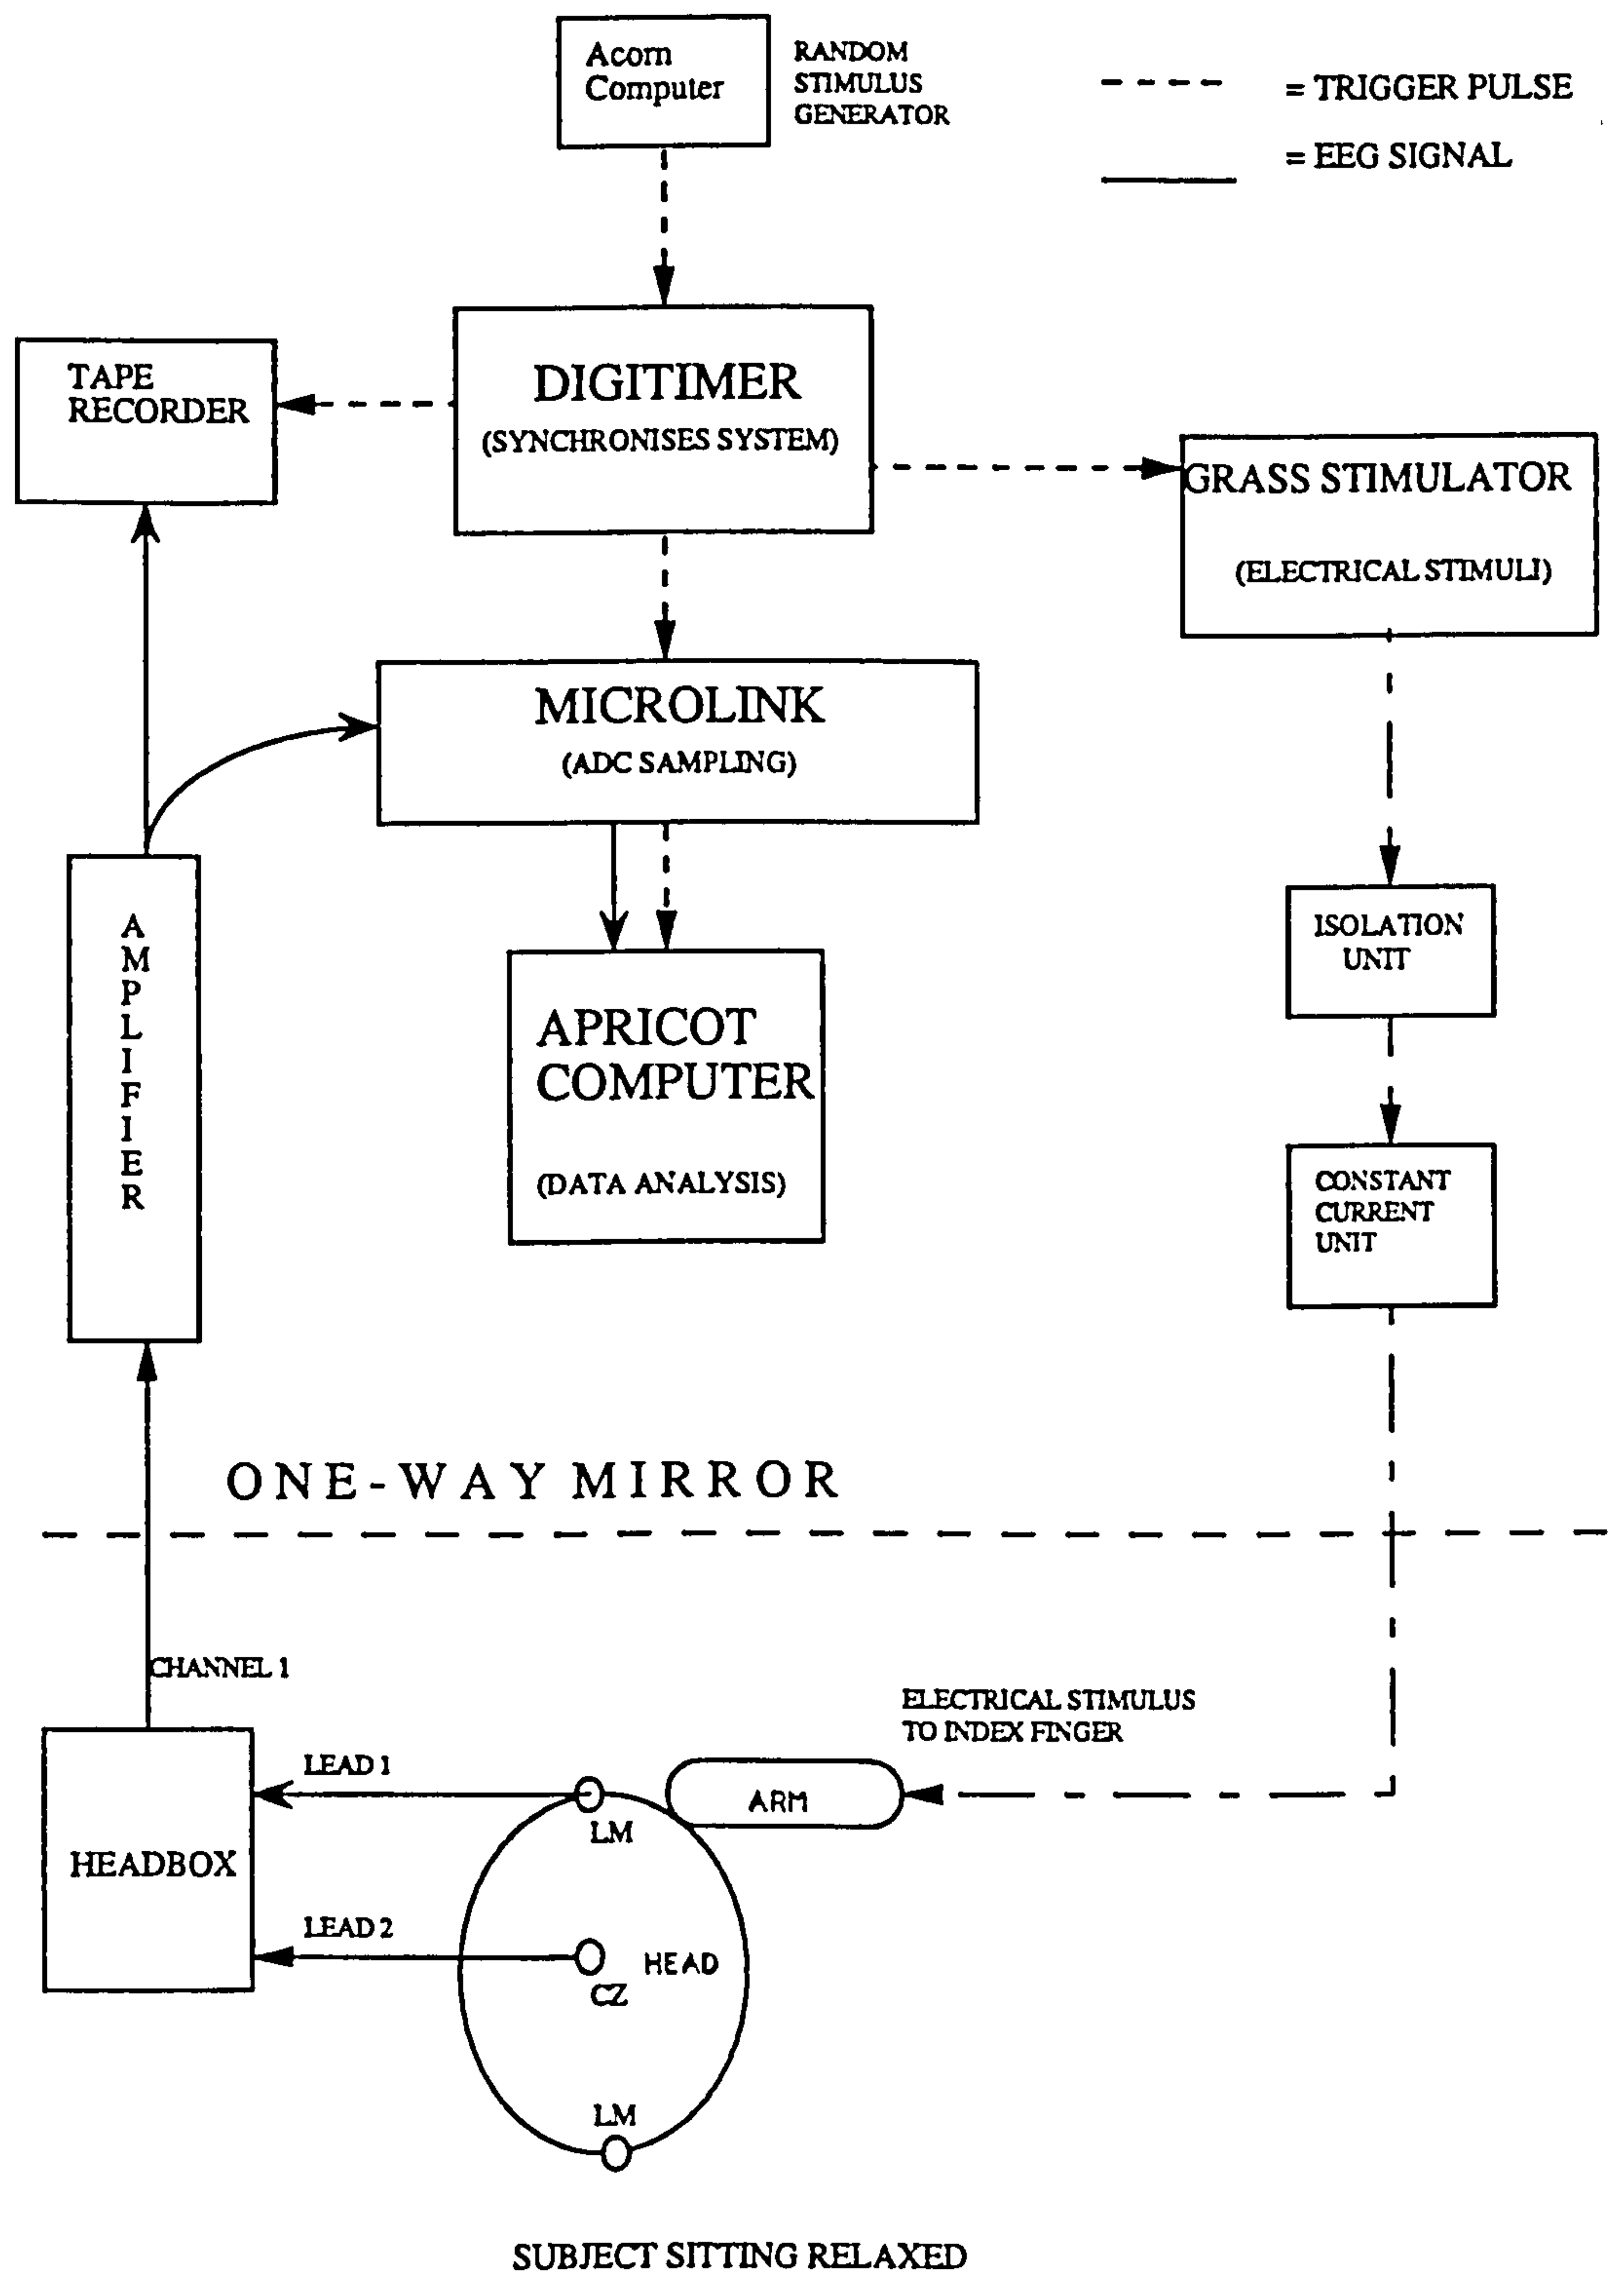 Acorn
Computer
RANDOM
STIMULUS
GENERATOR
= TRIGGER PULSE
= EEG SIGNAL
TAPE
RECORDER
DIGITIMER
(SYNCHRONISES SYSTEM)
GRASS STIMULATOR
(ELECTRICAL STIMULI)
MICROLINK
(ADC SAMPLING)
AMPLIFIER
ISOLATION
UNIT
APRICOT
COMPUTER
(DATA ANALYSIS)
CONSTANT
CURRENT
UNIT
ONE-WAY MIRROR
CHANNEL 1
ELECTRICAL STIMULUS
TO INDEX FINGER
LEAD 1
ARM
LM
HEADBOX
LEAD 2
HEAD
CZ
LM
SUBJECT SITTING RELAXED